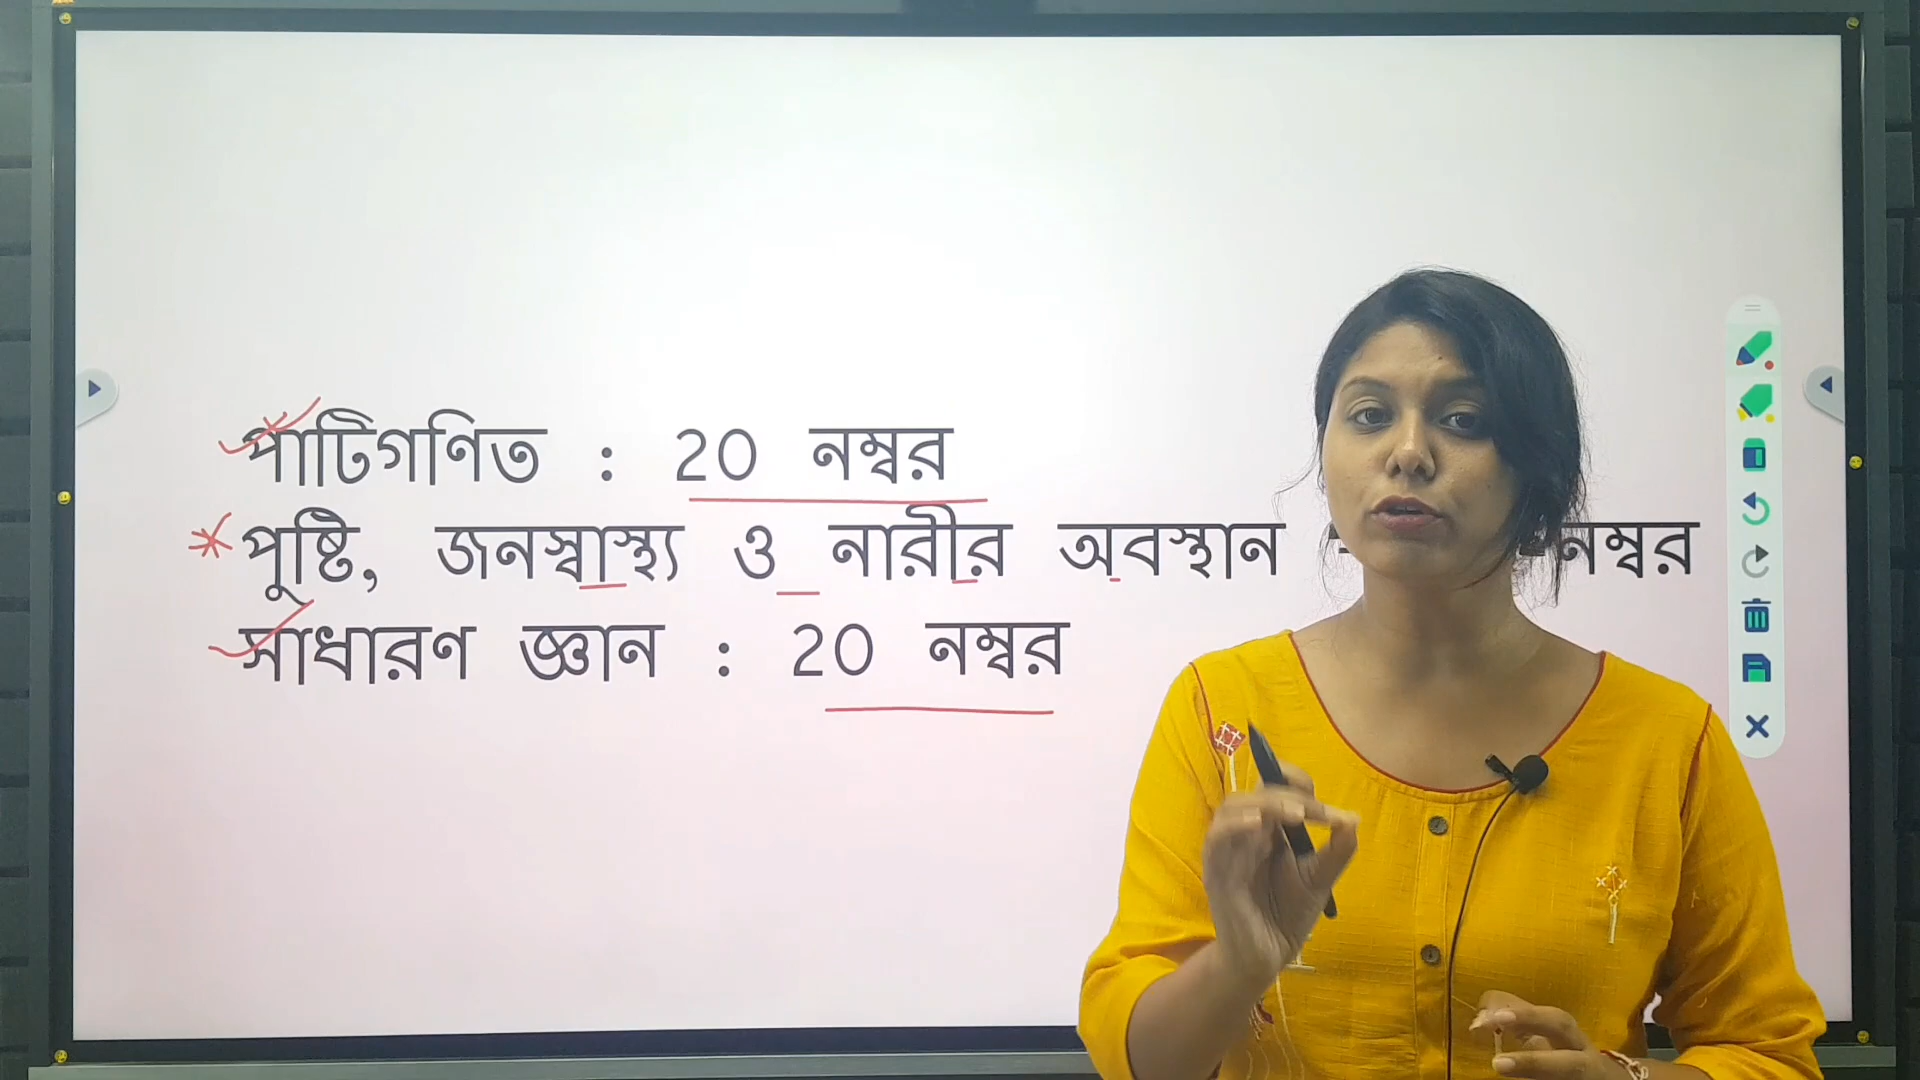 পাটিগণিত : 20 নম্বর
পুষ্টি, জনস্বাস্থ্য ও নারীর অবস্থান : নম্বর
সাধারণ জ্ঞান : 20 নম্বর